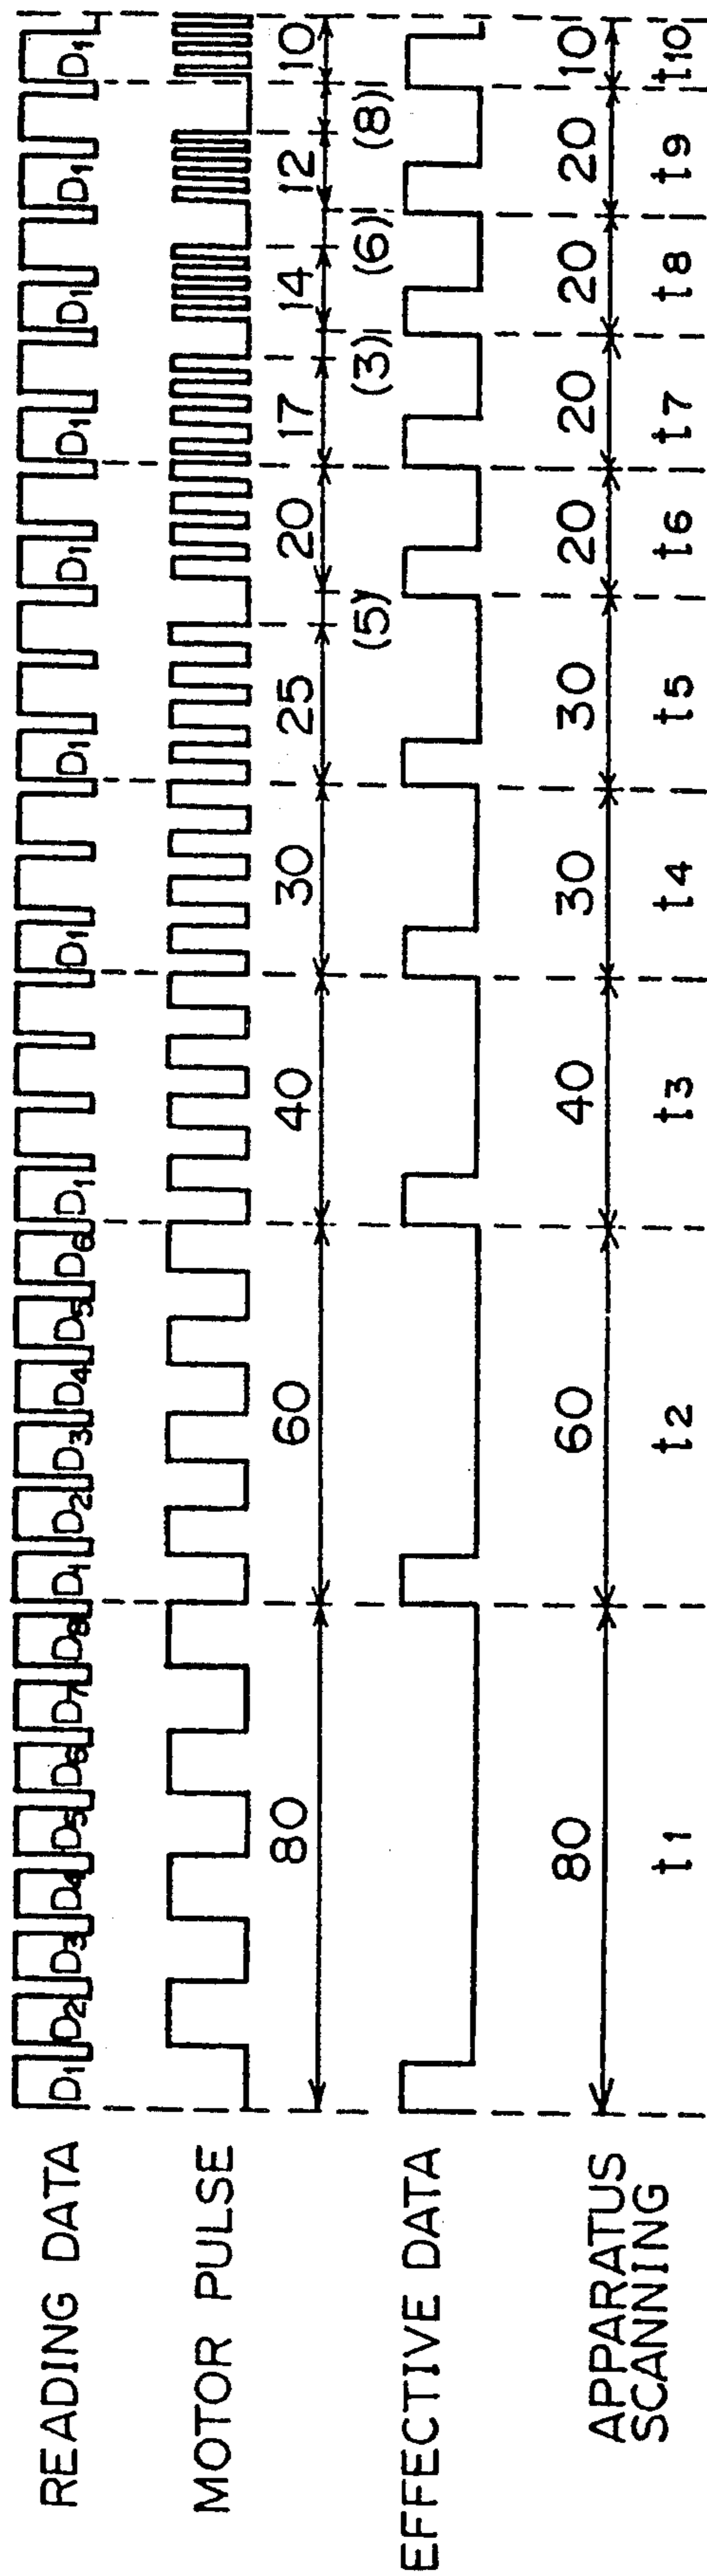 READING DATA
D1 D2 D3 D4 D5 D6 D7 D8 D1 D2 D3 D4 D5 D6 D1 D1 D1 D1 D1 D1 D1 D1
MOTOR PULSE
80 60 40 30 25 (5) 20 17 (3) 14 (6) 12 (8) 10
EFFECTIVE DATA
APPARATUS
SCANNING
80 60 40 30 30 20 20 20 20 10
t1 t2 t3 t4 t5 t6 t7 t8 t9 t10